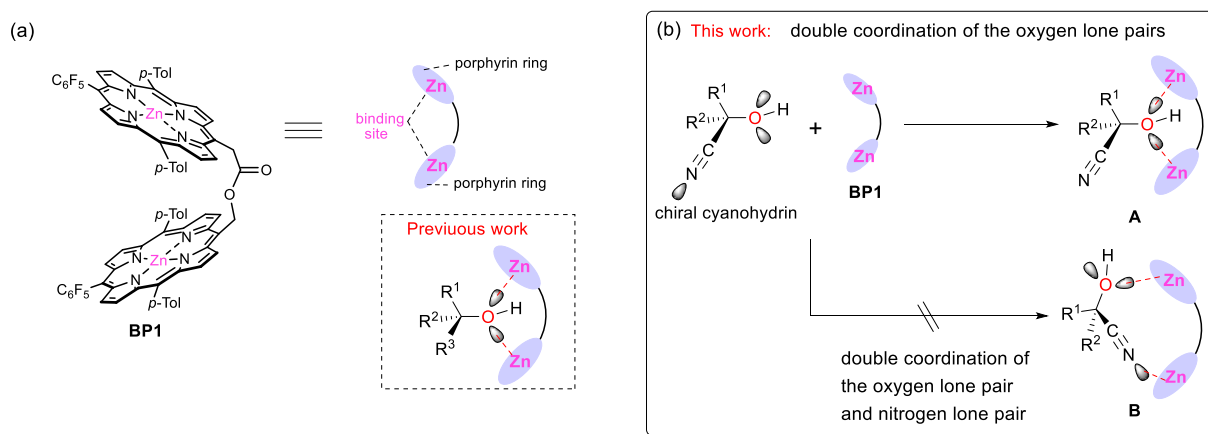 (a)
p-Tol
C6F5
Zn
N
N
N
N
p-Tol
O
O
p-Tol
N
N
Zn
N
N
C6F5
p-Tol
BP1
porphyrin ring
Zn
binding
site
Zn
porphyrin ring
Previuous work
Zn
R1
R2
O
H
R3
Zn
(b) This work: double coordination of the oxygen lone pairs
R1
R2
O
H
N
chiral cyanohydrin
+
Zn
Zn
BP1
Zn
R1
R2
O
H
N
Zn
A
double coordination of
the oxygen lone pair
and nitrogen lone pair
H
O
Zn
R1
R2
N
Zn
B